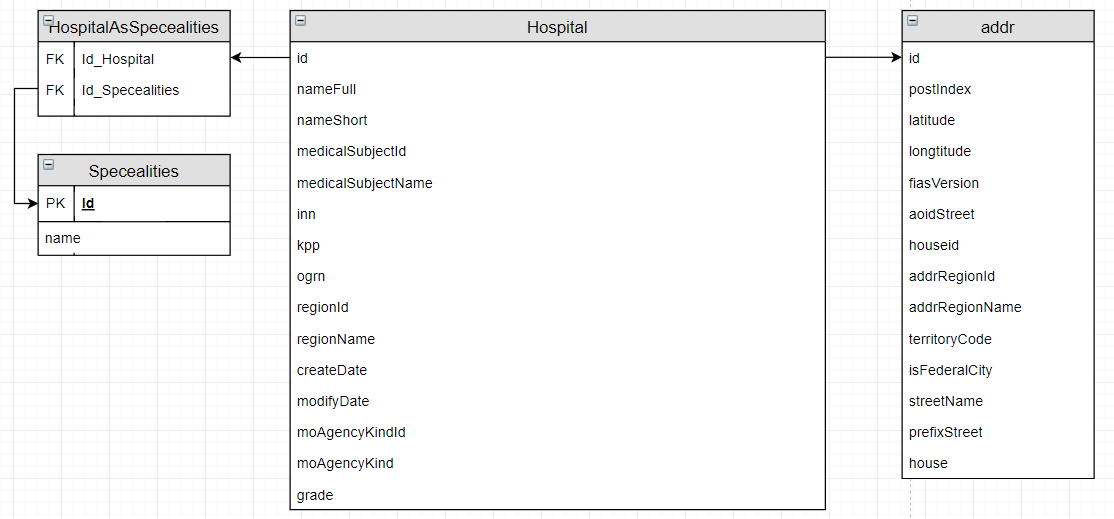 HospitalAsSpecealities
FK Id_Hospital
FK Id_Specealities
Specealities
PK Id
name
Hospital
id
nameFull
nameShort
medicalSubjectId
medicalSubjectName
inn
kpp
ogrn
regionId
regionName
createDate
modifyDate
moAgencyKindId
moAgencyKind
grade
addr
id
postIndex
latitude
longtitude
fiasVersion
aoidStreet
houseid
addrRegionId
addrRegionName
territoryCode
isFederalCity
streetName
prefixStreet
house